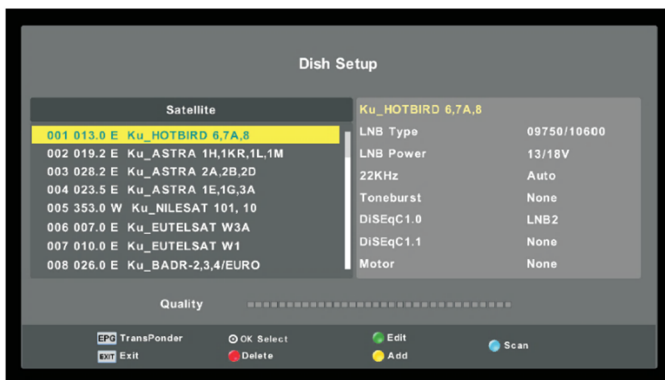 Dish Setup
Satellite
001 013.0 E Ku_HOTBIRD 6,7A,8
002 019.2 E Ku_ASTRA 1H,1KR,1L,1M
003 028.2 E Ku_ASTRA 2A,2B,2D
004 023.5 E Ku_ASTRA 1E,1G,3A
005 353.0 W Ku_NILESAT 101, 10
006 007.0 E Ku_EUTELSAT W3A
007 010.0 E Ku_EUTELSAT W1
008 026.0 E Ku_BADR-2,3,4/EURO
Ku_HOTBIRD 6,7A,8
LNB Type 09750/10600
LNB Power 13/18V
22KHz Auto
Toneburst None
DiSEqC1.0 LNB2
DiSEqC1.1 None
Motor None
Quality
EPG TransPonder OK Select Edit Scan
EXIT Exit Delete Add